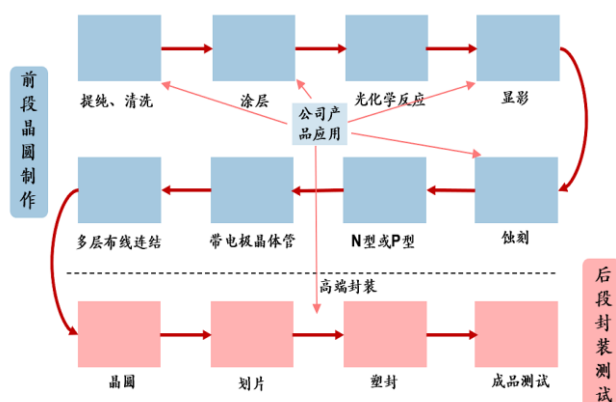 提纯、清洗
涂层
光化学反应
显影
前段晶圆制作
公司产
品应用
多层布线连结
带电极晶体管
N型或P型
蚀刻
高端封装
后段封装测试
晶圆
划片
塑封
成品测试